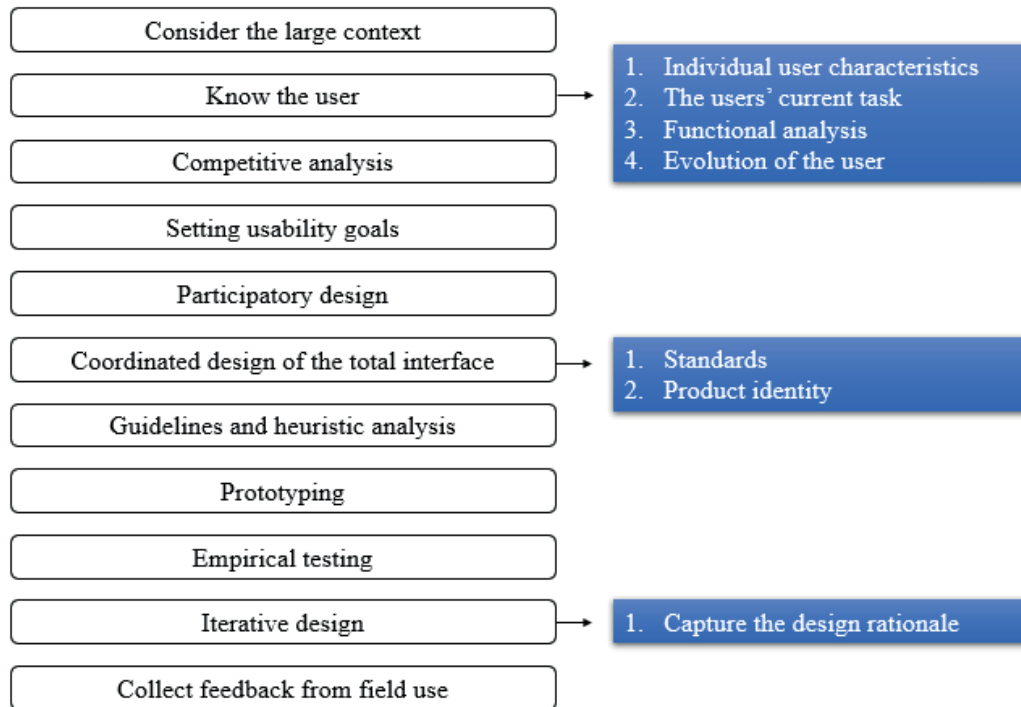 Consider the large context
Know the user
1. Individual user characteristics
2. The users' current task
3. Functional analysis
4. Evolution of the user
Competitive analysis
Setting usability goals
Participatory design
Coordinated design of the total interface
1. Standards
2. Product identity
Guidelines and heuristic analysis
Prototyping
Empirical testing
Iterative design
1. Capture the design rationale
Collect feedback from field use